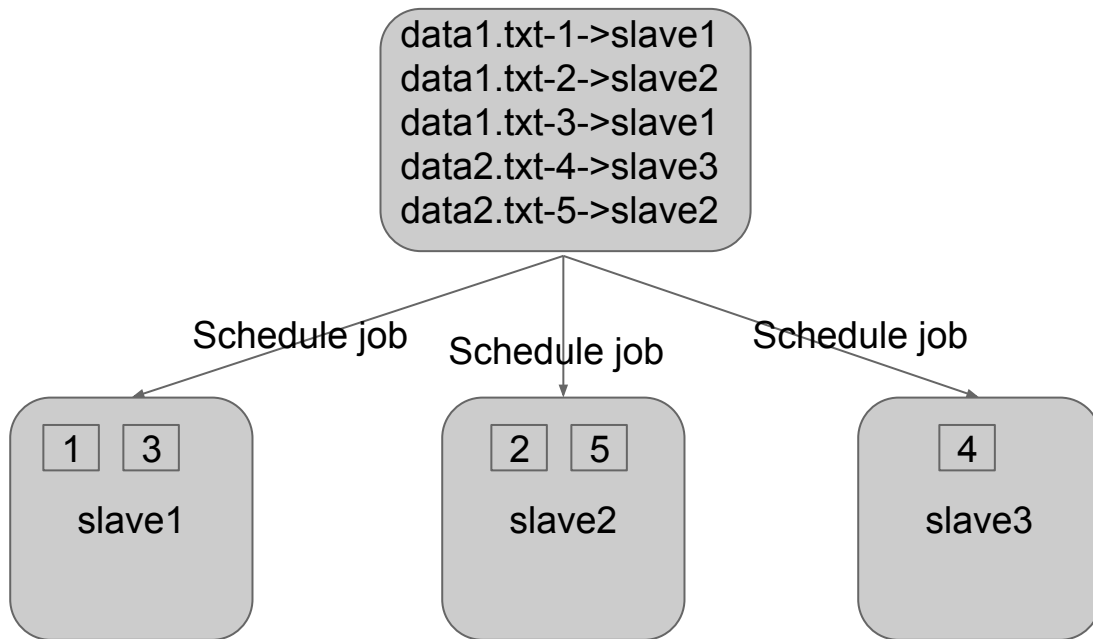 data1.txt-1->slave1
data1.txt-2->slave2
data1.txt-3->slave1
data2.txt-4->slave3
data2.txt-5->slave2
Schedule job
Schedule job
Schedule job
1 3
slave1
2 5
slave2
4
slave3